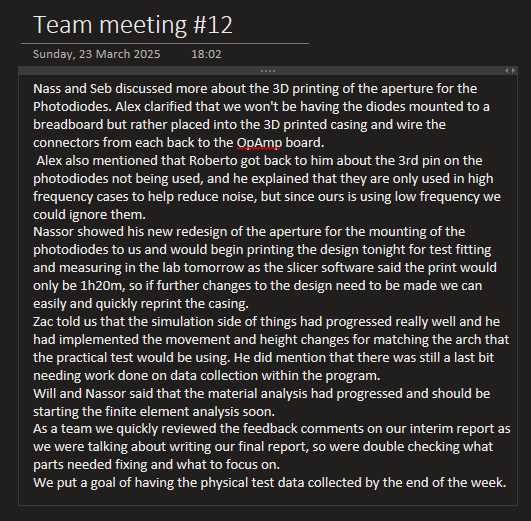 Team meeting #12
Sunday, 23 March 2025 18:02
Nass and Seb discussed more about the 3D printing of the aperture for the
Photodiodes. Alex clarified that we won't be having the diodes mounted to a
breadboard but rather placed into the 3D printed casing and wire the
connectors from each back to the OpAmp board.
Alex also mentioned that Roberto got back to him about the 3rd pin on the
photodiodes not being used, and he explained that they are only used in high
frequency cases to help reduce noise, but since ours is using low frequency we
could ignore them.
Nassor showed his new redesign of the aperture for the mounting of the
photodiodes to us and would begin printing the design tonight for test fitting
and measuring in the lab tomorrow as the slicer software said the print would
only be 1h20m, so if further changes to the design need to be made we can
easily and quickly reprint the casing.
Zac told us that the simulation side of things had progressed really well and he
had implemented the movement and height changes for matching the arch that
the practical test would be using. He did mention that there was still a last bit
needing work done on data collection within the program.
Will and Nassor said that the material analysis had progressed and should be
starting the finite element analysis soon.
As a team we quickly reviewed the feedback comments on our interim report as
we were talking about writing our final report, so were double checking what
parts needed fixing and what to focus on.
We put a goal of having the physical test data collected by the end of the week.